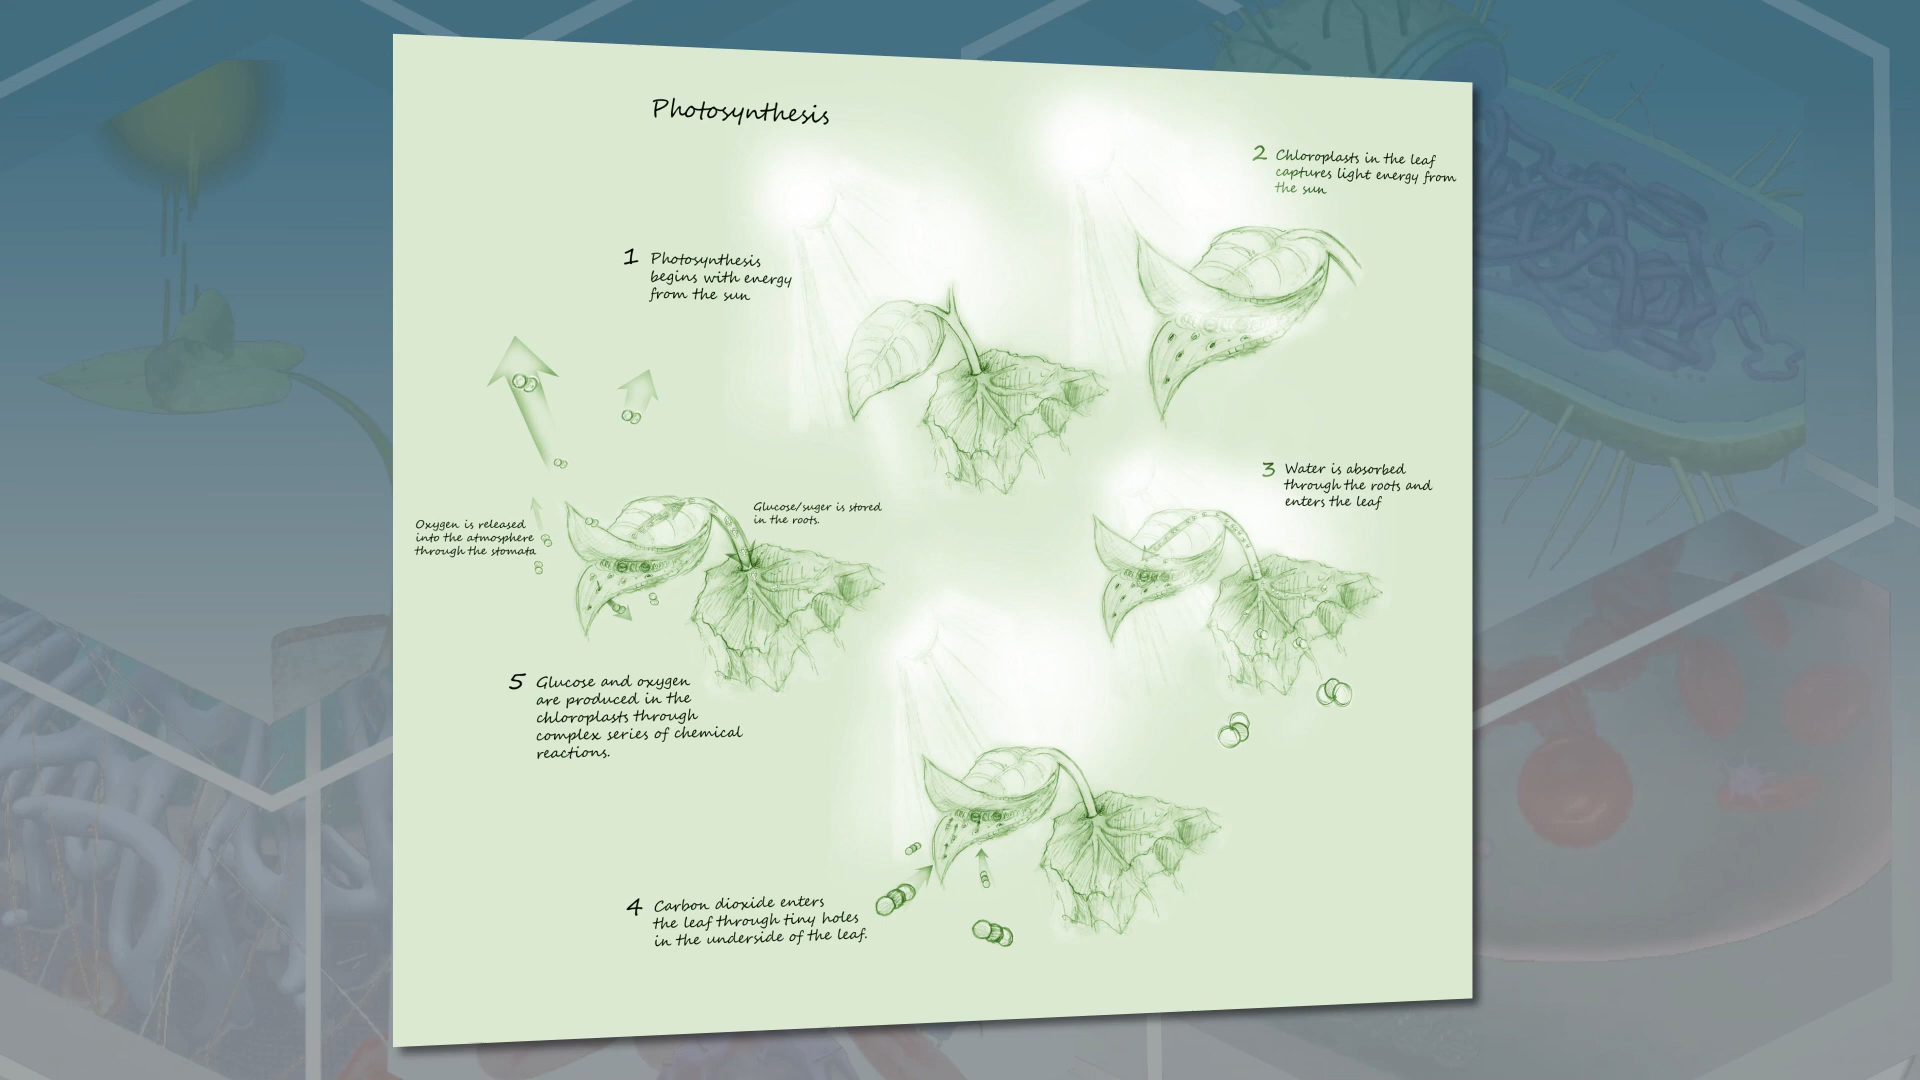 Photosynthesis
1 Photosynthesis
begins with energy
from the sun
2 Chloroplasts in the leaf
captures light energy from
the sun
3 Water is absorbed
through the roots and
enters the leaf
4 Carbon dioxide enters
the leaf through tiny holes
in the underside of the leaf.
5 Glucose and oxygen
are produced in the
chloroplasts through
complex series of chemical
reactions.
Oxygen is released
into the atmosphere
through the stomata
Glucose/suger is stored
in the roots.